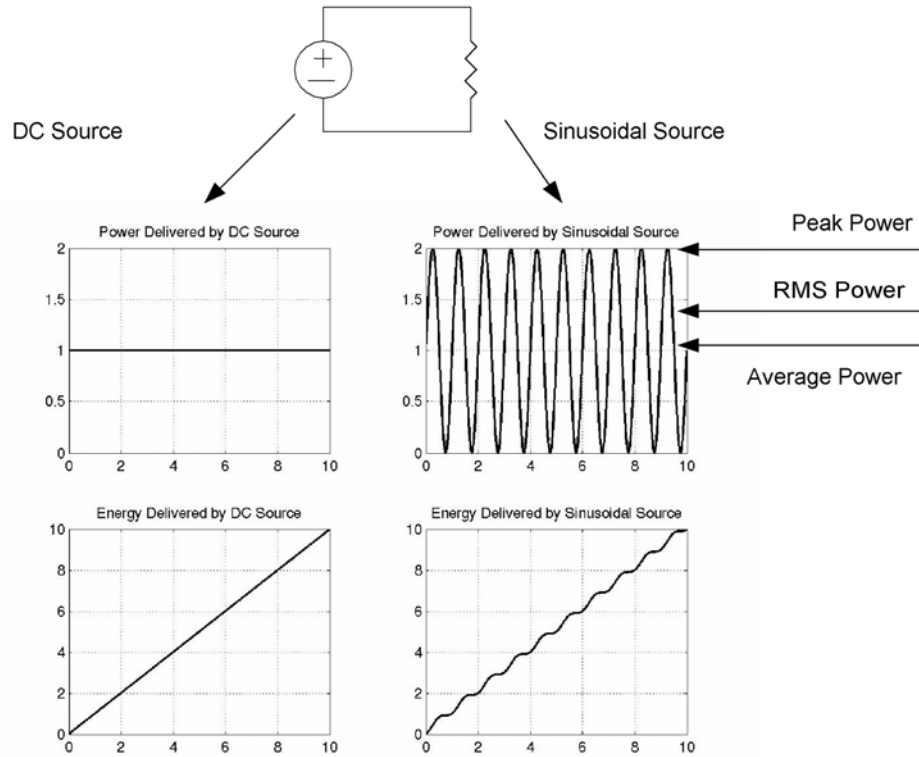 +
DC Source
Sinusoidal Source
Power Delivered by DC Source
2
1.5
1
0.5
0
0 2 4 6 8 10
Power Delivered by Sinusoidal Source
2
1.5
1
0.5
0
0 2 4 6 8 10
Peak Power
RMS Power
Average Power
Energy Delivered by DC Source
10
8
6
4
2
0
0 2 4 6 8 10
Energy Delivered by Sinusoidal Source
10
8
6
4
2
0
0 2 4 6 8 10